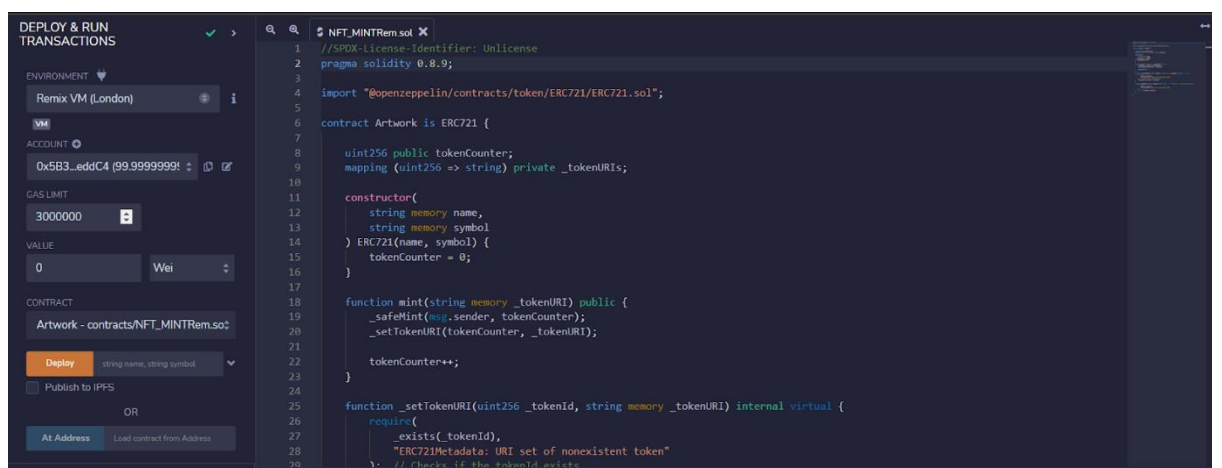 DEPLOY & RUN
TRANSACTIONS
ENVIRONMENT
Remix VM (London)
VM
ACCOUNT
0x5B3...eddC4 (99.99999999
GAS LIMIT
3000000
VALUE
0 Wei
CONTRACT
Artwork - contracts/NFT_MINTRem.so
Deploy string name, string symbol
Publish to IPFS
OR
At Address Load contract from Address
NFT_MINTRem.sol
1 //SPDX-License-Identifier: Unlicense
2 pragma solidity 0.8.9;
3
4 import "@openzeppelin/contracts/token/ERC721/ERC721.sol";
5
6 contract Artwork is ERC721 {
7
8 uint256 public tokenCounter;
9 mapping (uint256 => string) private _tokenURIs;
10
11 constructor(
12 string memory name,
13 string memory symbol
14 ) ERC721(name, symbol) {
15 tokenCounter = 0;
16 }
17
18 function mint(string memory _tokenURI) public {
19 _safeMint(msg.sender, tokenCounter);
20 _setTokenURI(tokenCounter, _tokenURI);
21
22 tokenCounter++;
23 }
24
25 function _setTokenURI(uint256 _tokenId, string memory _tokenURI) internal virtual {
26 require(
27 _exists(_tokenId),
28 "ERC721Metadata: URI set of nonexistent token"
29 ); // Checks if the tokenId exists